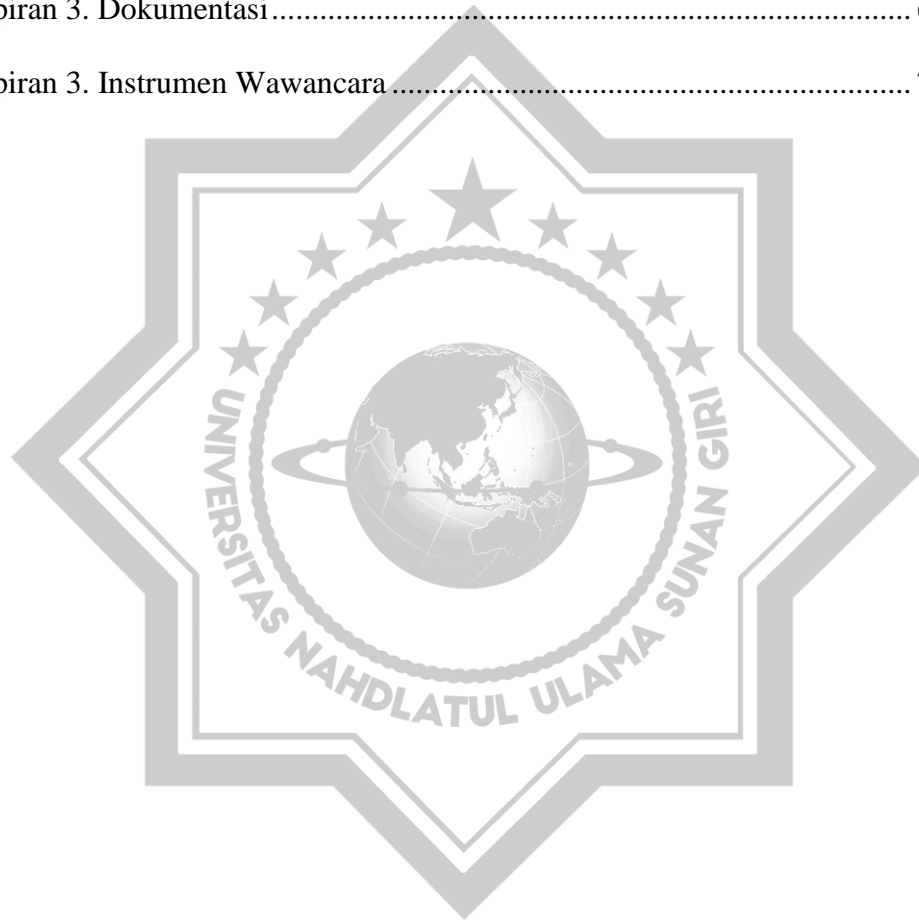 piran 3. Dokumentasi
piran 3. Instrumen Wawancara
UNIVERSITAS NAHDLATUL ULAMA SUNAN GIRI